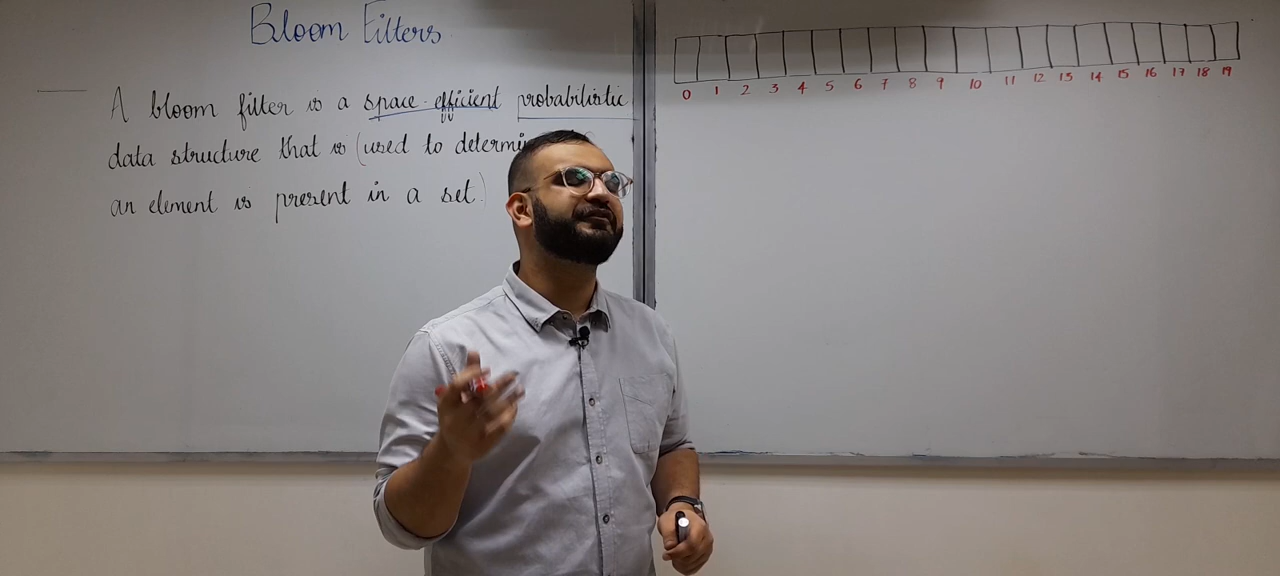 Bloom Filters
A bloom filter is a space efficient probabilistic
data structure that is (used to determin
an element is present in a set.)
0 1 2 3 4 5 6 7 8 9 10 11 12 13 14 15 16 17 18 19